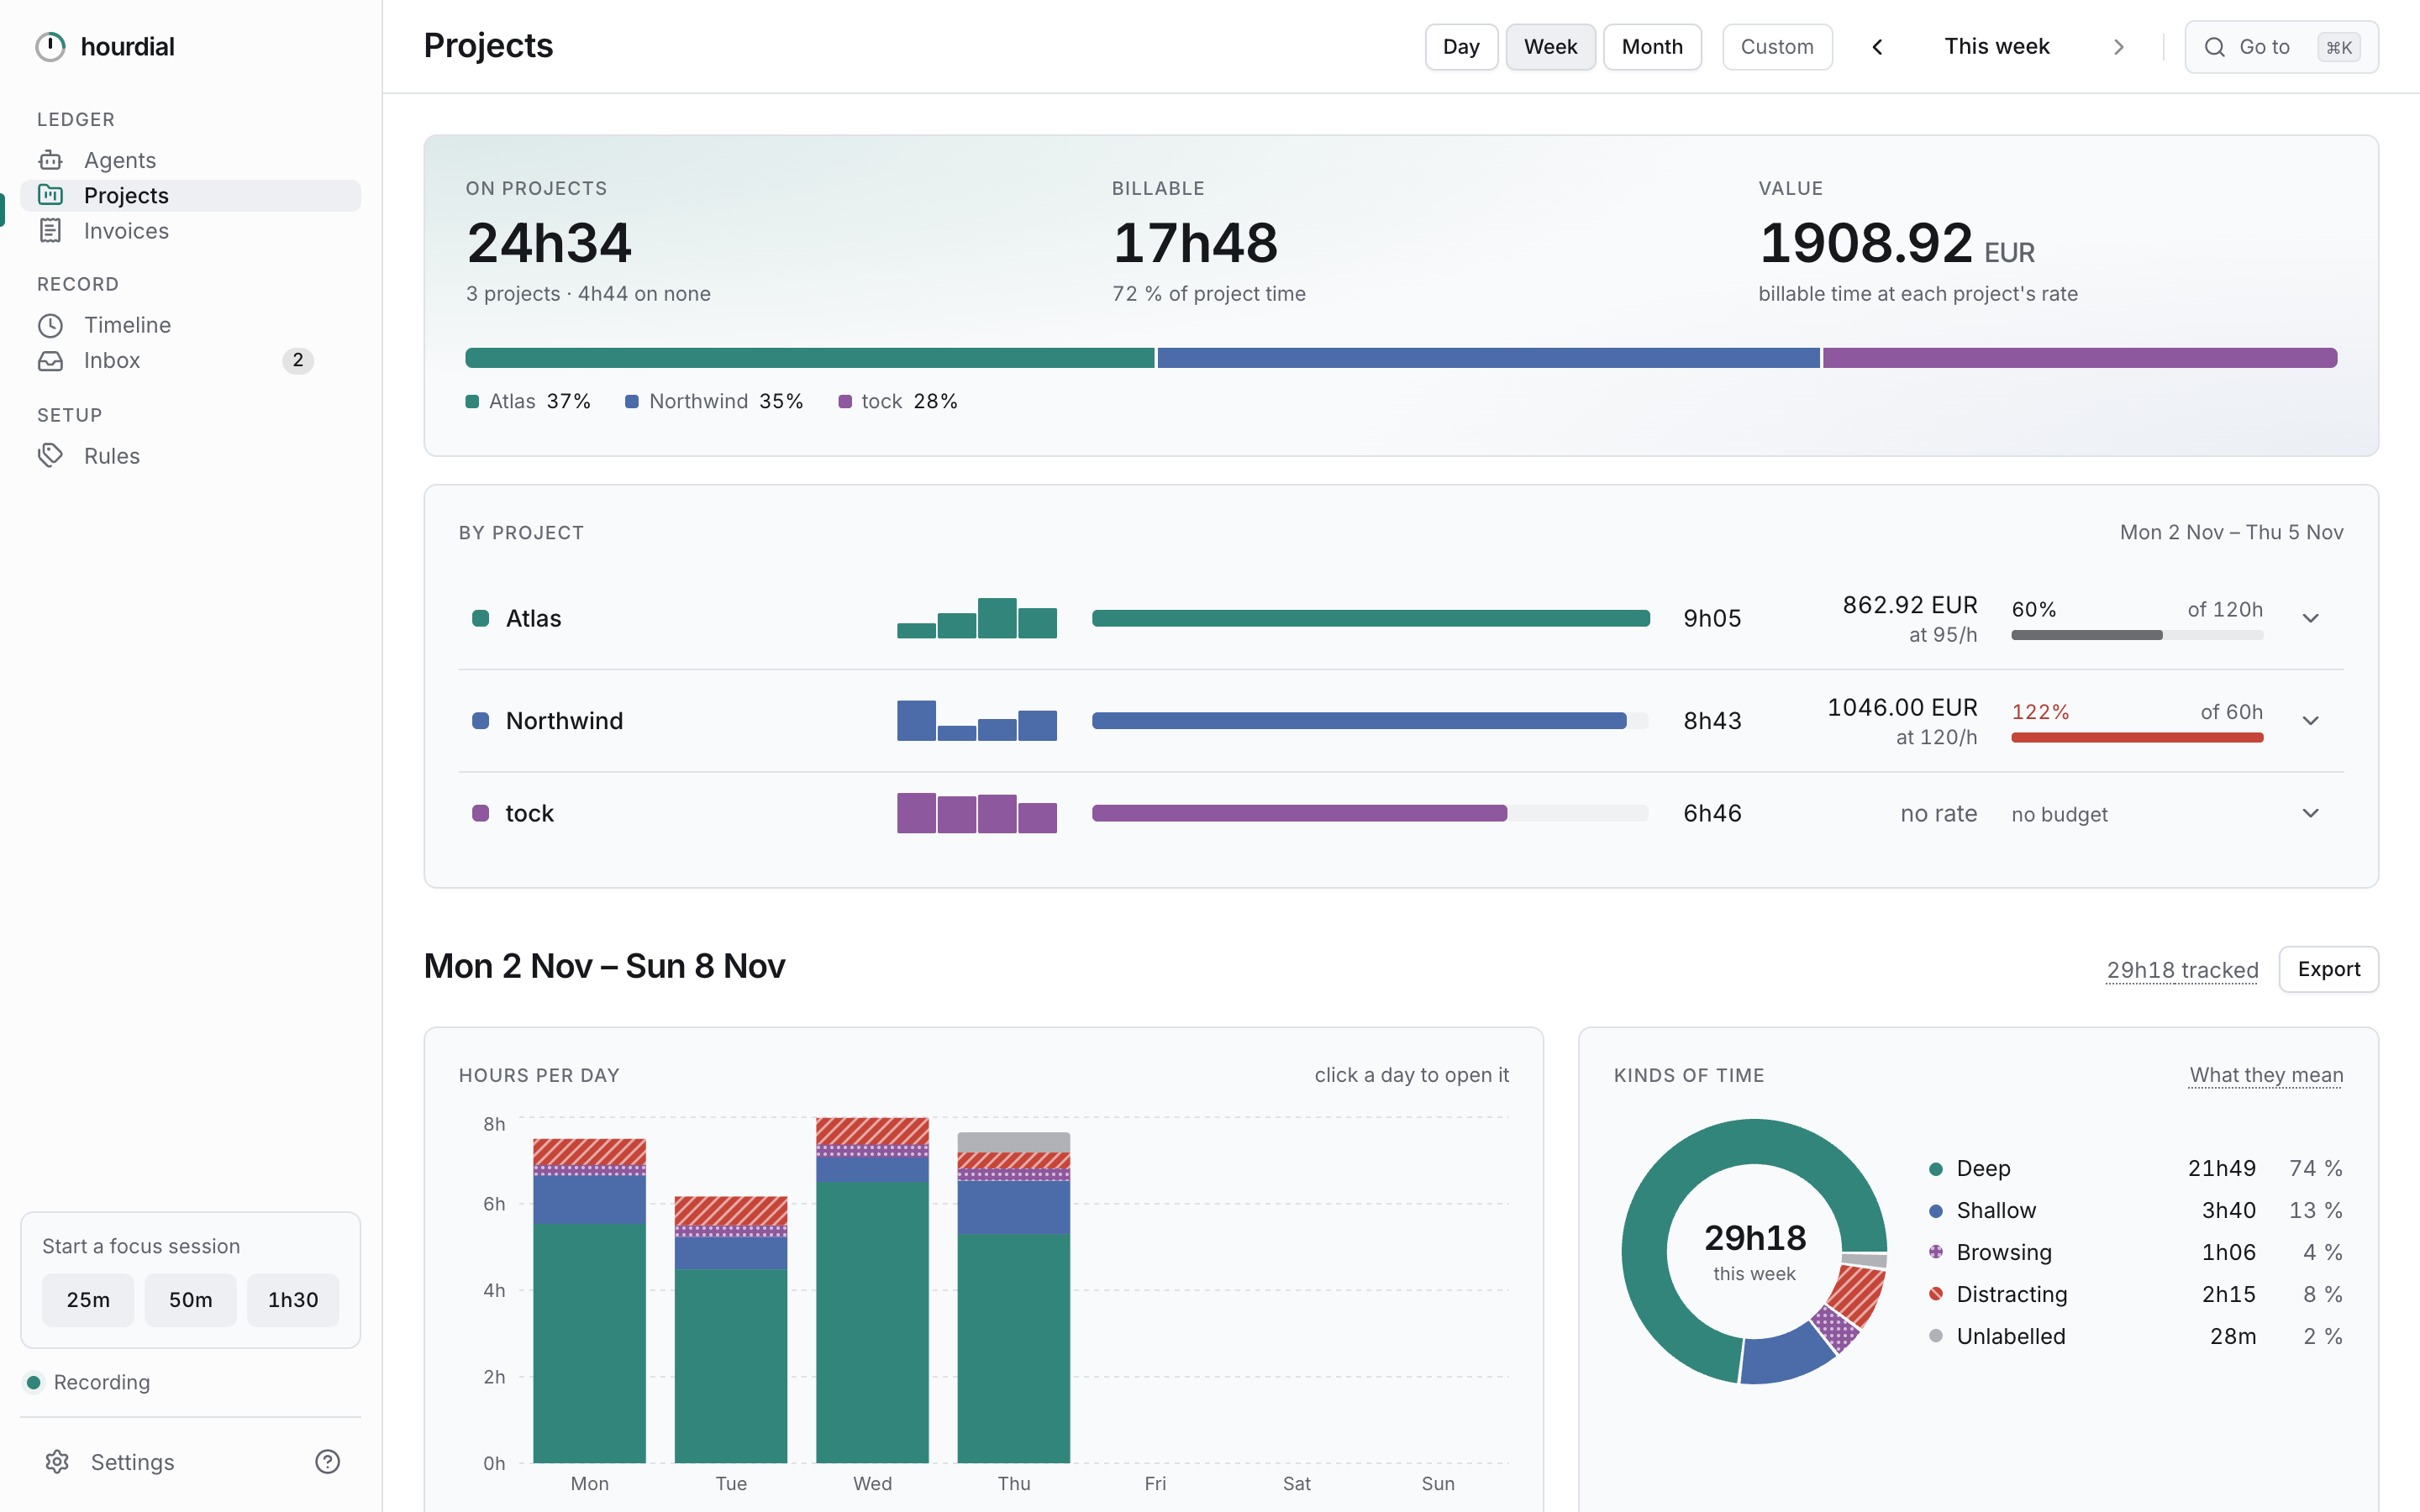 hourdial
LEDGER
Agents
Projects
Invoices
RECORD
Timeline
Inbox 2
SETUP
Rules
Start a focus session
25m 50m 1h30
Recording
Settings
Projects
Day Week Month Custom This week Go to ⌘K
ON PROJECTS
24h34
3 projects · 4h44 on none
BILLABLE
17h48
72 % of project time
VALUE
1908.92 EUR
billable time at each project's rate
Atlas 37% Northwind 35% tock 28%
BY PROJECT Mon 2 Nov – Thu 5 Nov
Atlas 9h05 862.92 EUR at 95/h 60% of 120h
Northwind 8h43 1046.00 EUR at 120/h 122% of 60h
tock 6h46 no rate no budget
Mon 2 Nov – Sun 8 Nov 29h18 tracked Export
HOURS PER DAY click a day to open it
8h
6h
4h
2h
0h
Mon Tue Wed Thu Fri Sat Sun
KINDS OF TIME What they mean
29h18
this week
Deep 21h49 74 %
Shallow 3h40 13 %
Browsing 1h06 4 %
Distracting 2h15 8 %
Unlabelled 28m 2 %